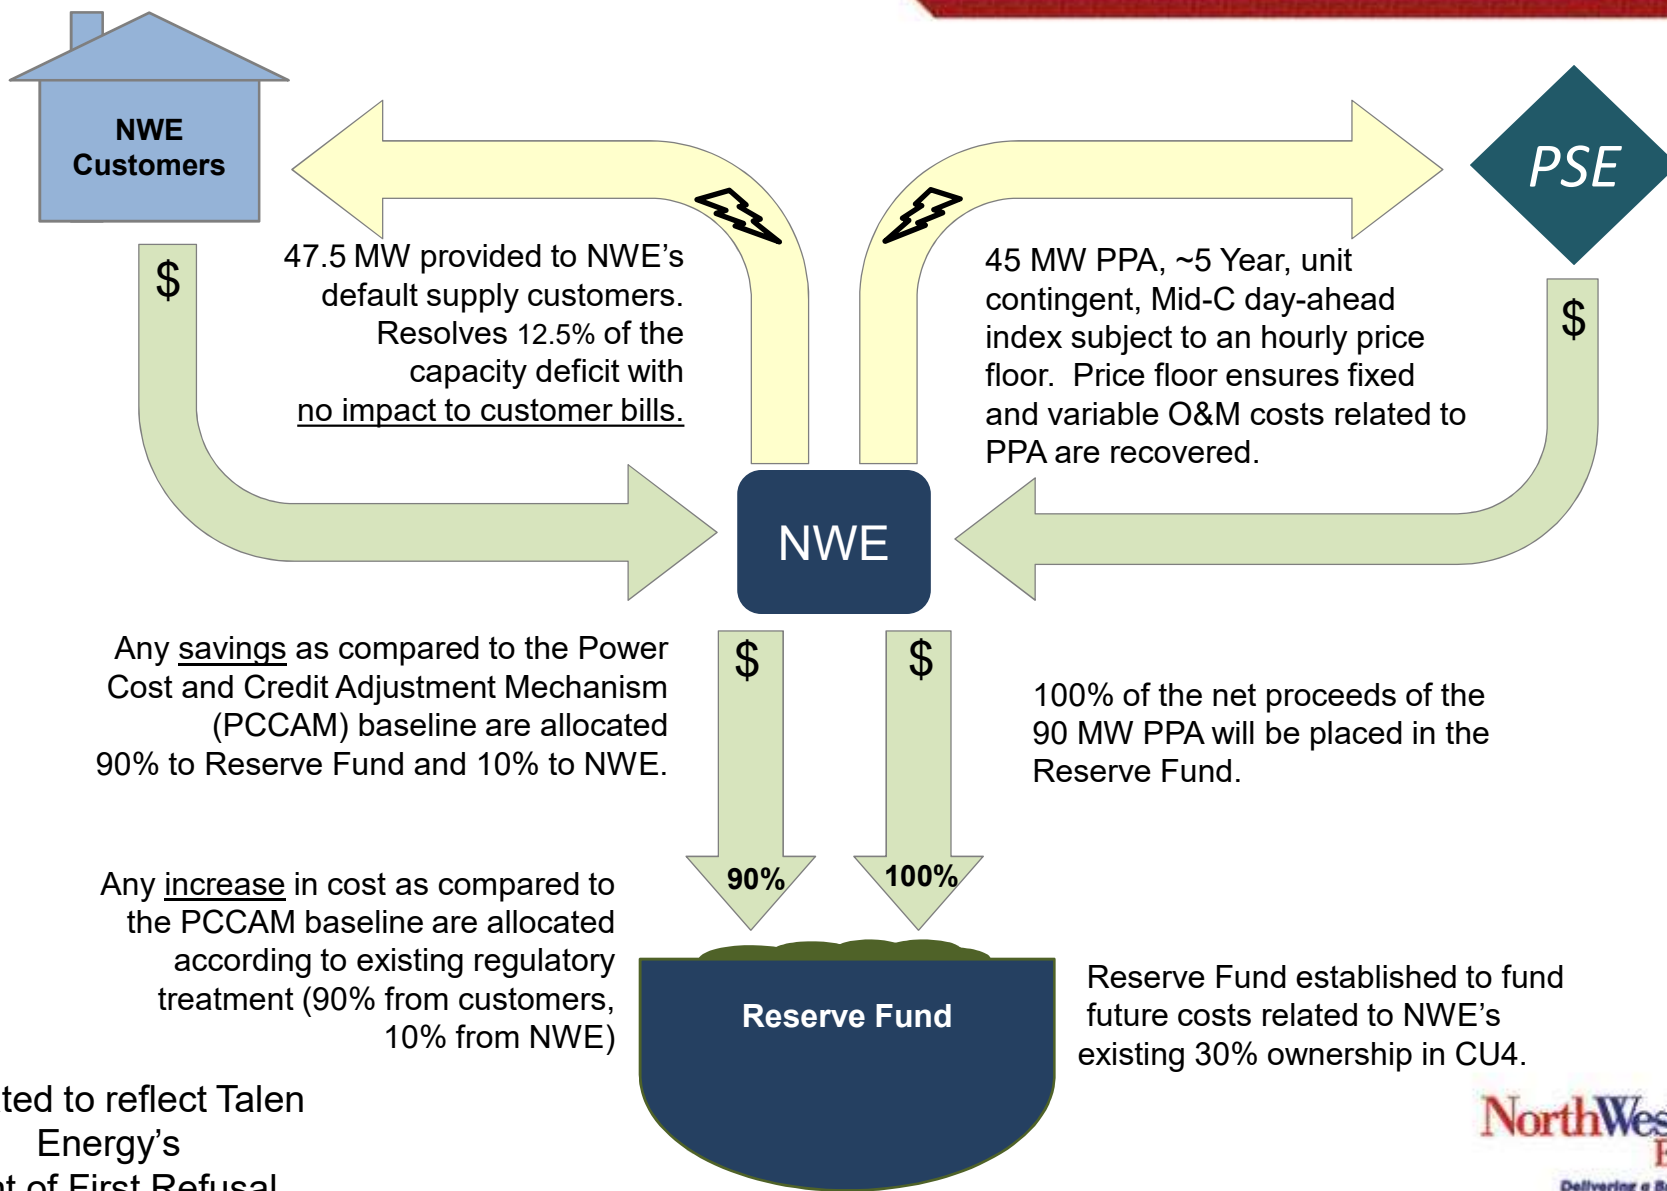 NWE
Customers
PSE
$
47.5 MW provided to NWE's
default supply customers.
Resolves 12.5% of the
capacity deficit with
no impact to customer bills.
45 MW PPA, ~5 Year, unit
contingent, Mid-C day-ahead
index subject to an hourly price
floor.  Price floor ensures fixed
and variable O&M costs related to
PPA are recovered.
$
NWE
Any savings as compared to the Power
Cost and Credit Adjustment Mechanism
(PCCAM) baseline are allocated
90% to Reserve Fund and 10% to NWE.
$
$
100% of the net proceeds of the
90 MW PPA will be placed in the
Reserve Fund.
Any increase in cost as compared to
the PCCAM baseline are allocated
according to existing regulatory
treatment (90% from customers,
10% from NWE)
90%
100%
Reserve Fund
Reserve Fund established to fund
future costs related to NWE's
existing 30% ownership in CU4.
to reflect Talen
Energy's
of First Refusal
Delivering a